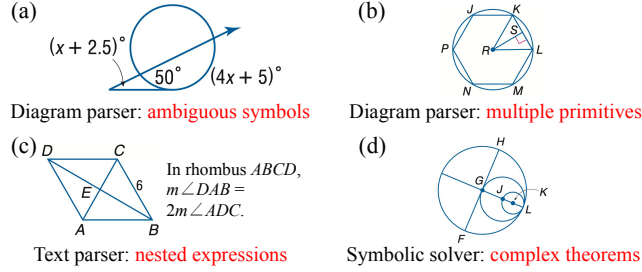 (a)
(x + 2.5)°
50°
(4x + 5)°
Diagram parser: ambiguous symbols
(b)
J
K
S
P
R
L
N
M
Diagram parser: multiple primitives
(c)
D
C
E
6
A
B
In rhombus ABCD,
m∠DAB =
2m∠ADC.
Text parser: nested expressions
(d)
H
G
J
K
L
F
Symbolic solver: complex theorems